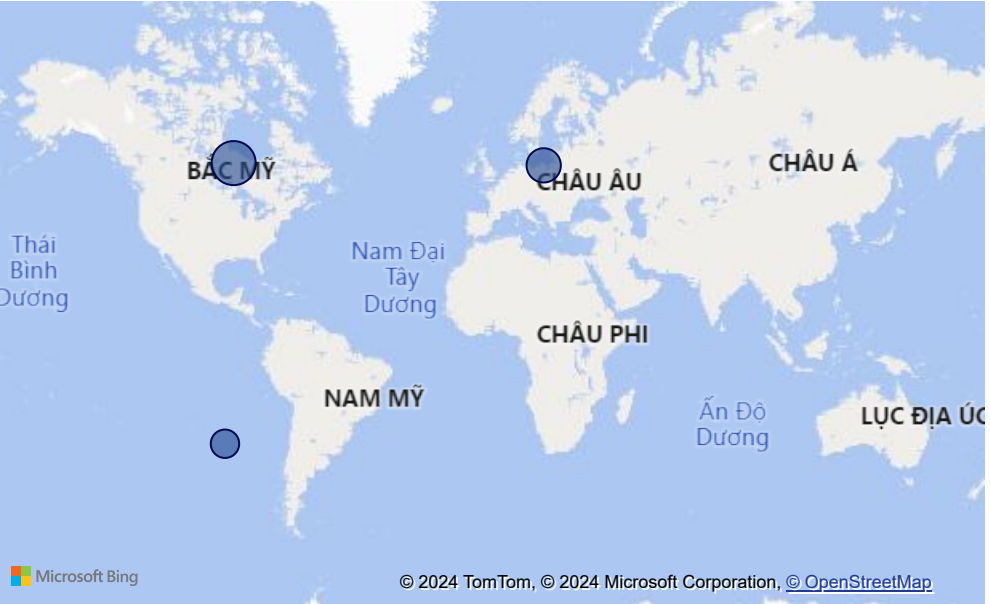 BẮC MỸ
CHÂU ÂU
CHÂU Á
Thái
Bình
Dương
Nam Đại
Tây
Dương
CHÂU PHI
NAM MỸ
Ấn Độ
Dương
LỤC ĐỊA ÚC
Microsoft Bing
© 2024 TomTom, © 2024 Microsoft Corporation, © OpenStreetMap